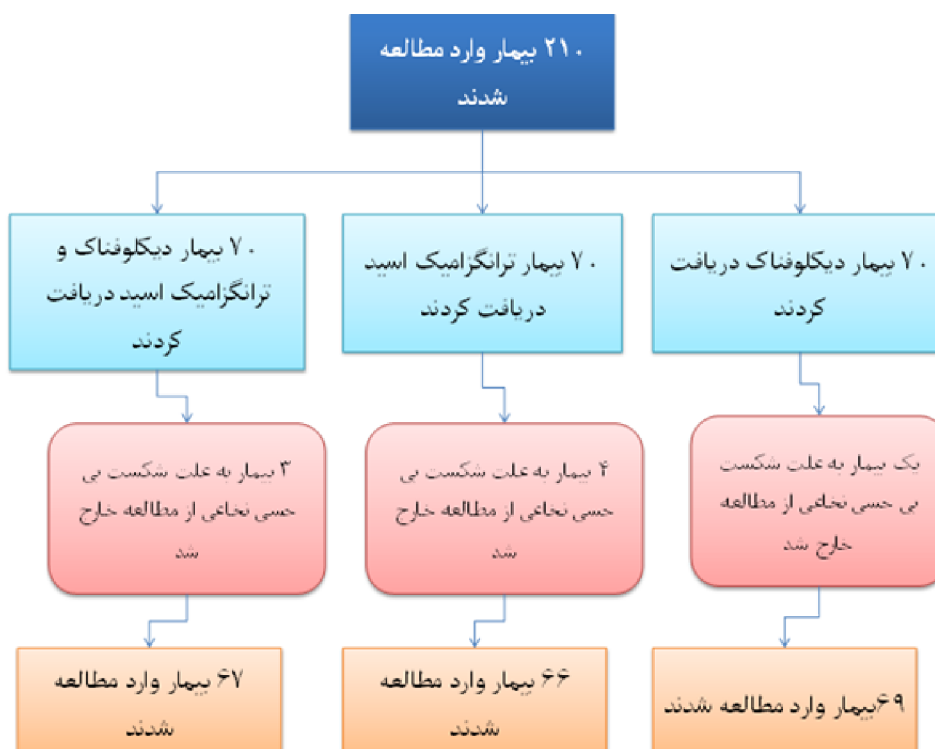 ۲۱۰ بیمار وارد مطالعه
شدند
۷۰ بیمار دیکلوفناک دریافت
کردند
۷۰ بیمار ترانگزامیک اسید
دریافت کردند
۷۰ بیمار دیکلوفناک و
ترانگزامیک اسید دریافت
کردند
یک بیمار به علت شکست
بی حسی نخاعی از مطالعه
خارج شد
۴ بیمار به علت شکست بی
حسی نخاعی از مطالعه خارج
شد
۳ بیمار به علت شکست بی
حسی نخاعی از مطالعه خارج
شد
۶۹بیمار وارد مطالعه شدند
۶۶ بیمار وارد مطالعه
شدند
۶۷ بیمار وارد مطالعه
شدند